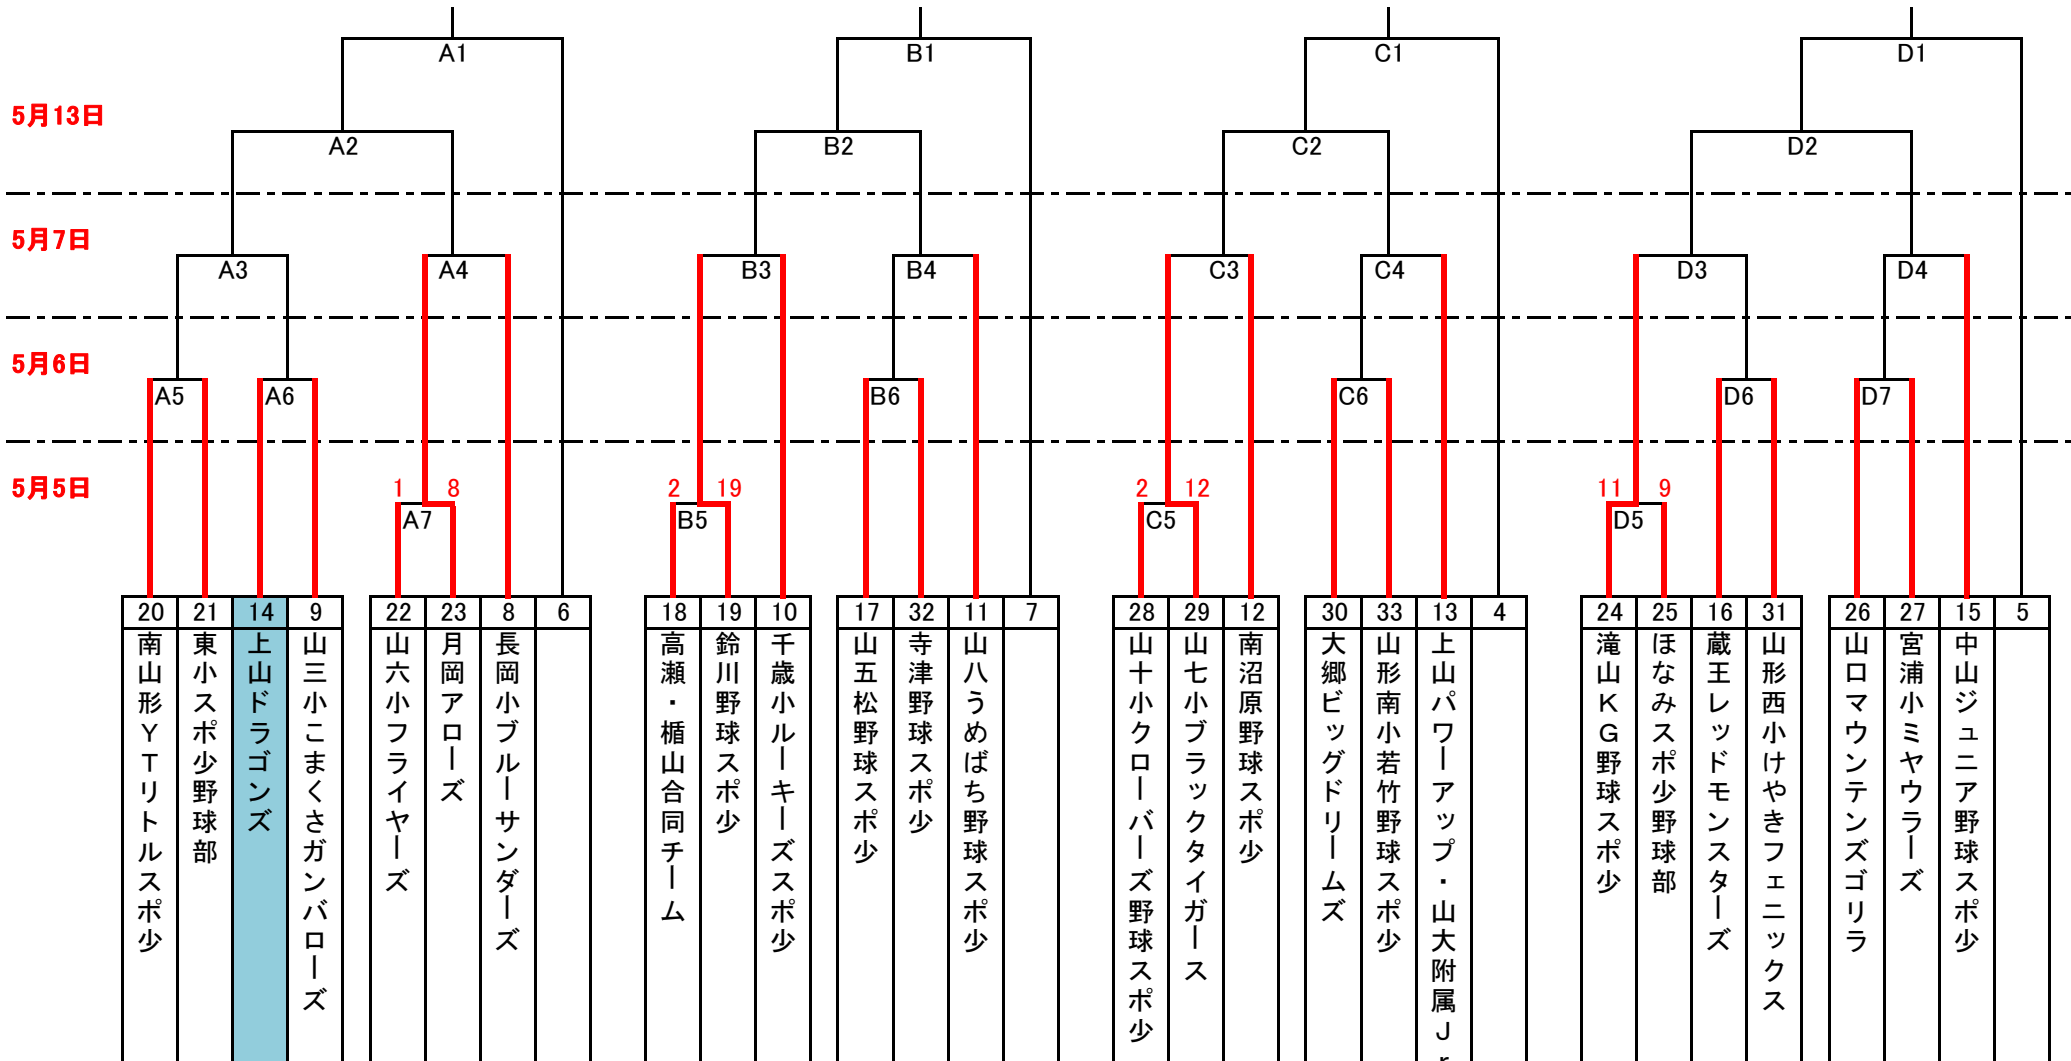 A1
B1
C1
D1
5月13日
A2
B2
C2
D2
5月7日
A3
A4
B3
B4
C3
C4
D3
D4
5月6日
A5
A6
B6
C6
D6
D7
5月5日
1 8
2 19
2 12
11 9
A7
B5
C5
D5
20 21 14 9 22 23 8 6 18 19 10 17 32 11 7 28 29 12 30 33 13 4 24 25 16 31 26 27 15 5
南山形YTリトルスポ少
東小スポ少野球部
上山ドラゴンズ
山三小こまくさガンバローズ
山六小フライヤーズ
月岡アローズ
長岡小ブルーサンダーズ
高瀬・楯山合同チーム
鈴川野球スポ少
千歳小ルーキーズスポ少
山五松野球スポ少
寺津野球スポ少
山八うめばち野球スポ少
山十小クローバーズ野球スポ少
山七小ブラックタイガース
南沼原野球スポ少
大郷ビッグドリームズ
山形南小若竹野球スポ少
上山パワーアップ・山大附属Jr
滝山KG野球スポ少
ほなみスポ少野球部
蔵王レッドモンスターズ
山形西小けやきフェニックス
山口マウンテンズゴリラ
宮浦小ミヤウラーズ
中山ジュニア野球スポ少